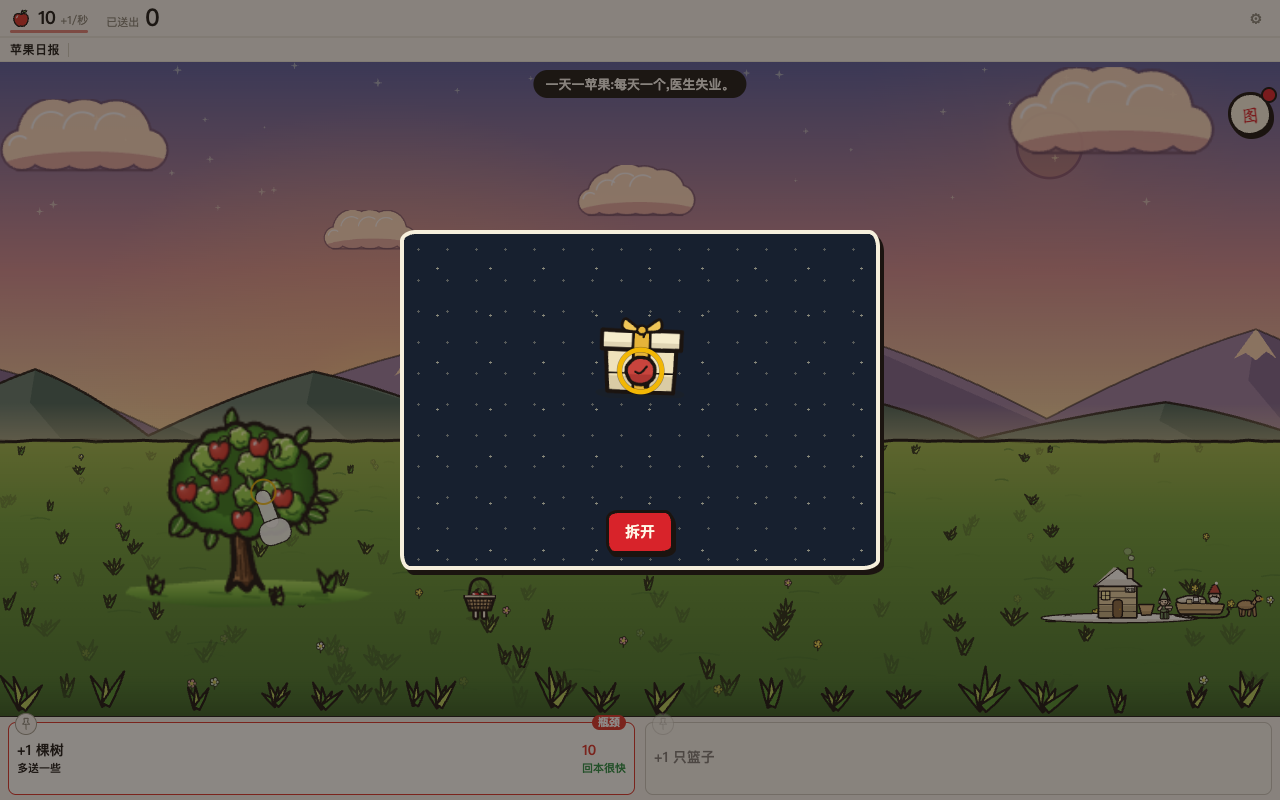 10 +1/秒 已送出 0
苹果日报
一天一苹果:每天一个,医生失业。
图
拆开
瓶颈
+1 棵树
多送一些
10
回本很快
+1 只篮子